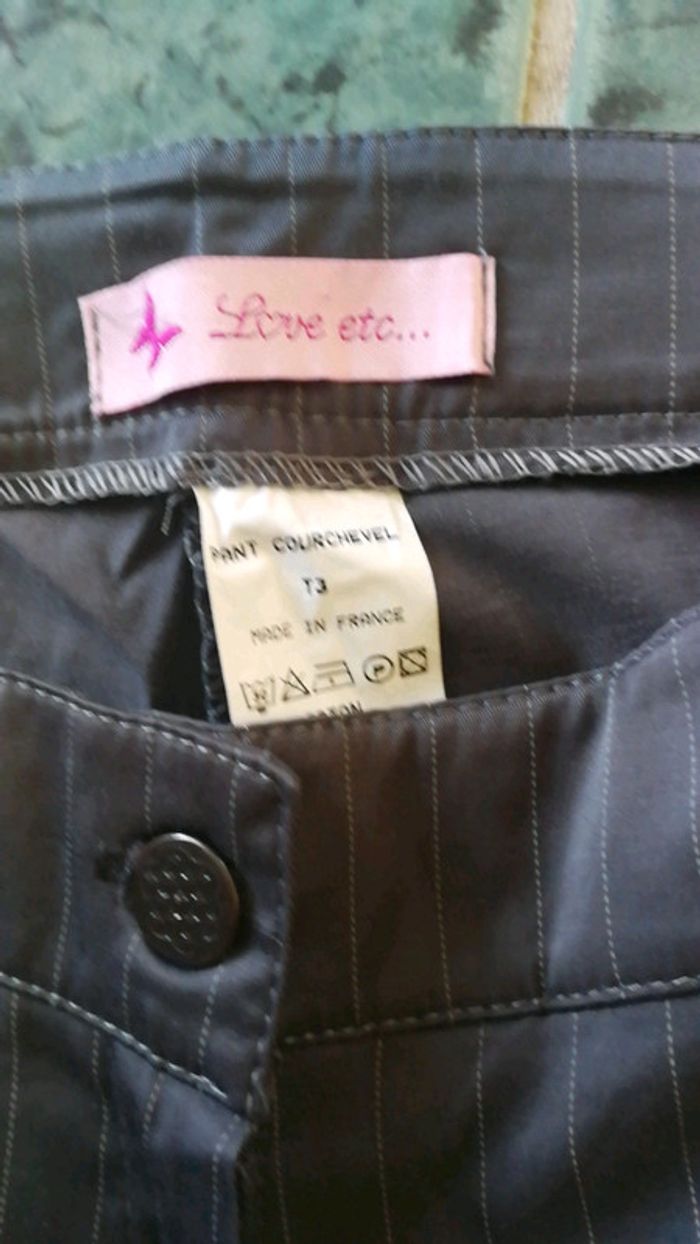 Love etc...
PANT COURCHEVEL
T3
MADE IN FRANCE
P